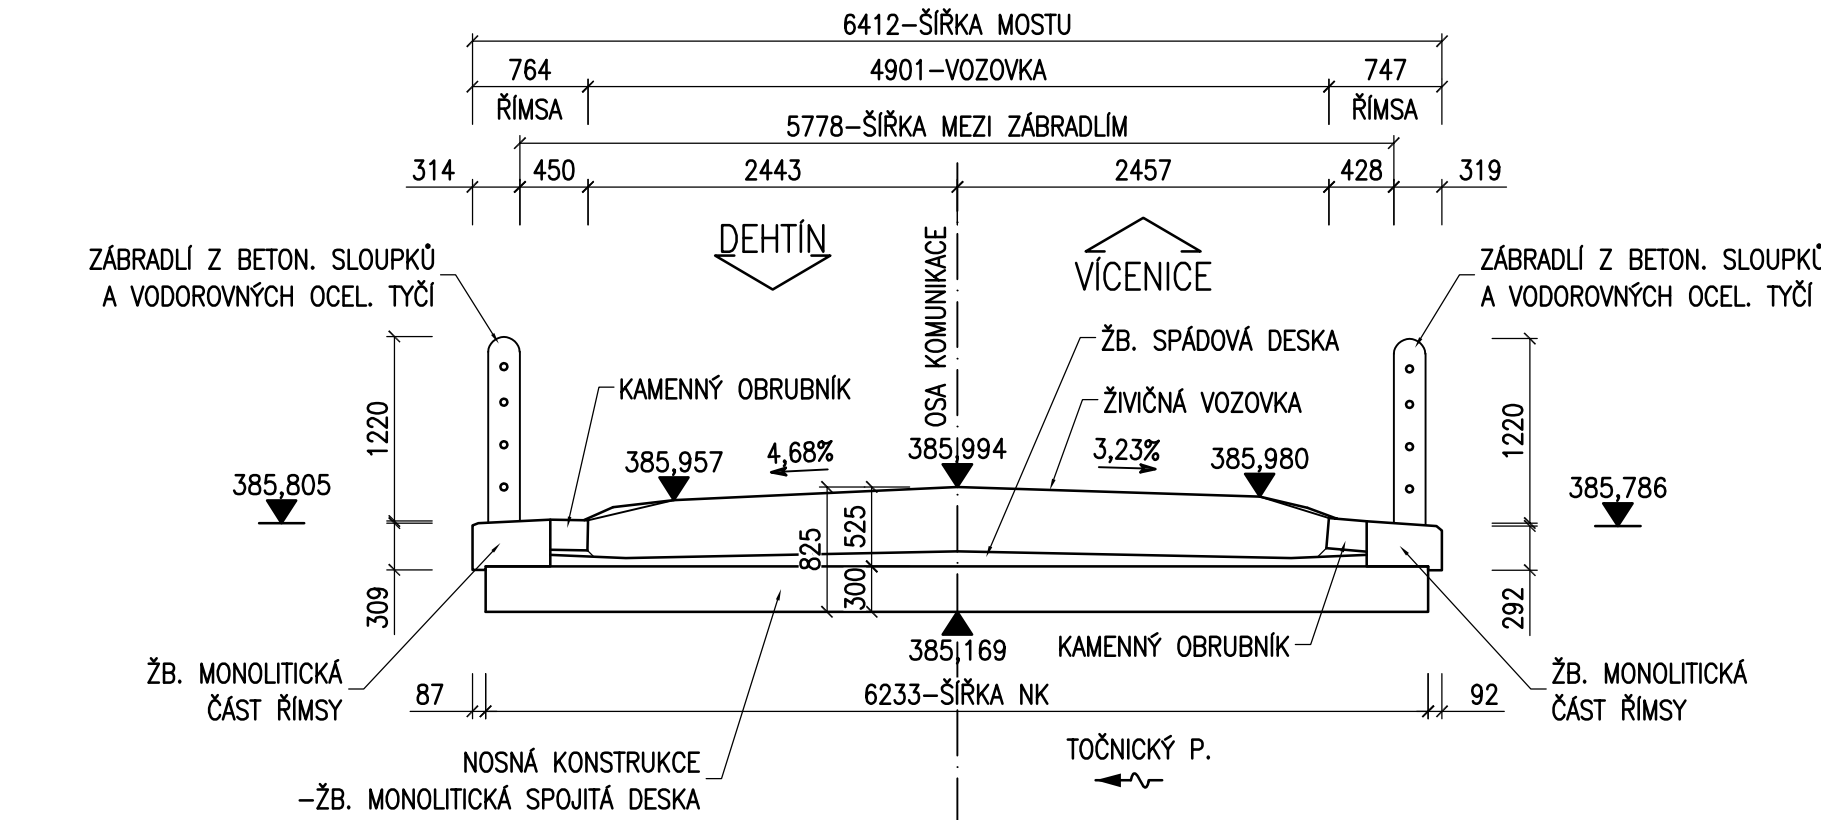 6412–ŠÍŘKA MOSTU
764 4901–VOZOVKA 747
ŘÍMSA ŘÍMSA
5778–ŠÍŘKA MEZI ZÁBRADLÍM
314 450 2443 2457 428 319
DEHTÍN
VÍCENICE
OSA KOMUNIKACE
ZÁBRADLÍ Z BETON. SLOUPKŮ
A VODOROVNÝCH OCEL. TYČÍ
ZÁBRADLÍ Z BETON. SLOUPKŮ
A VODOROVNÝCH OCEL. TYČÍ
ŽB. SPÁDOVÁ DESKA
KAMENNÝ OBRUBNÍK
ŽIVIČNÁ VOZOVKA
1220
1220
385,957 4,68% 385,994 3,23% 385,980
385,805
385,786
825
525
300
309
292
385,169
KAMENNÝ OBRUBNÍK
ŽB. MONOLITICKÁ
ČÁST ŘÍMSY
ŽB. MONOLITICKÁ
ČÁST ŘÍMSY
87 6233–ŠÍŘKA NK 92
NOSNÁ KONSTRUKCE
–ŽB. MONOLITICKÁ SPOJITÁ DESKA
TOČNICKÝ P.